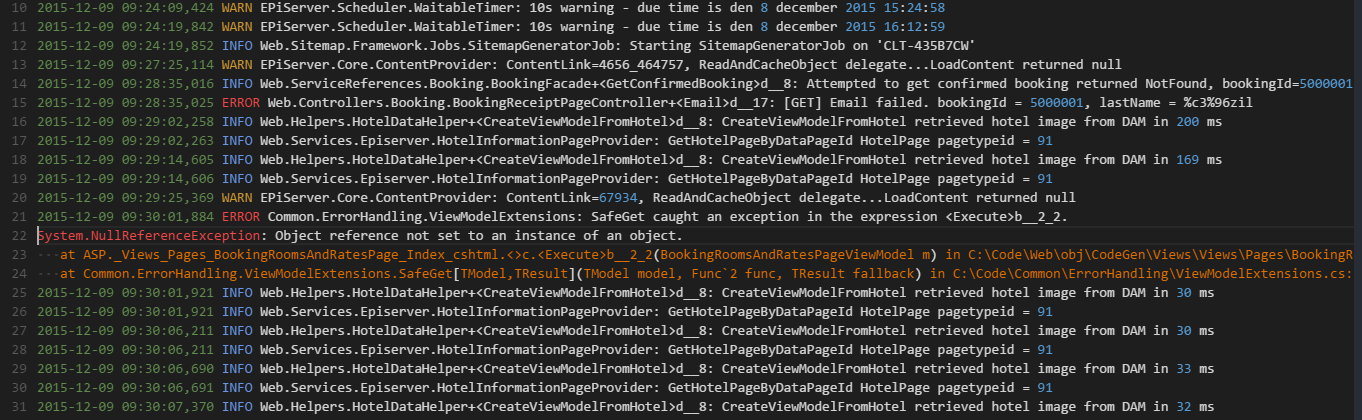 10 2015-12-09 09:24:09,424 WARN EPiServer.Scheduler.WaitableTimer: 10s warning - due time is den 8 december 2015 15:24:58
11 2015-12-09 09:24:19,842 WARN EPiServer.Scheduler.WaitableTimer: 10s warning - due time is den 8 december 2015 16:12:59
12 2015-12-09 09:24:19,852 INFO Web.Sitemap.Framework.Jobs.SitemapGeneratorJob: Starting SitemapGeneratorJob on 'CLT-435B7CW'
13 2015-12-09 09:27:25,114 WARN EPiServer.Core.ContentProvider: ContentLink=4656_464757, ReadAndCacheObject delegate...LoadContent returned null
14 2015-12-09 09:28:35,016 INFO Web.ServiceReferences.Booking.BookingFacade+<GetConfirmedBooking>d__8: Attempted to get confirmed booking returned NotFound, bookingId=5000001
15 2015-12-09 09:28:35,025 ERROR Web.Controllers.Booking.BookingReceiptPageController+<Email>d__17: [GET] Email failed. bookingId = 5000001, lastName = %c3%96zil
16 2015-12-09 09:29:02,258 INFO Web.Helpers.HotelDataHelper+<CreateViewModelFromHotel>d__8: CreateViewModelFromHotel retrieved hotel image from DAM in 200 ms
17 2015-12-09 09:29:02,263 INFO Web.Services.Episerver.HotelInformationPageProvider: GetHotelPageByDataPageId HotelPage pagetypeid = 91
18 2015-12-09 09:29:14,605 INFO Web.Helpers.HotelDataHelper+<CreateViewModelFromHotel>d__8: CreateViewModelFromHotel retrieved hotel image from DAM in 169 ms
19 2015-12-09 09:29:14,606 INFO Web.Services.Episerver.HotelInformationPageProvider: GetHotelPageByDataPageId HotelPage pagetypeid = 91
20 2015-12-09 09:29:25,369 WARN EPiServer.Core.ContentProvider: ContentLink=67934, ReadAndCacheObject delegate...LoadContent returned null
21 2015-12-09 09:30:01,884 ERROR Common.ErrorHandling.ViewModelExtensions: SafeGet caught an exception in the expression <Execute>b__2_2.
22 System.NullReferenceException: Object reference not set to an instance of an object.
23 ···at ASP._Views_Pages_BookingRoomsAndRatesPage_Index_cshtml.<>c.<Execute>b__2_2(BookingRoomsAndRatesPageViewModel m) in C:\Code\Web\obj\CodeGen\Views\Views\Pages\BookingR
24 ···at Common.ErrorHandling.ViewModelExtensions.SafeGet[TModel,TResult](TModel model, Func`2 func, TResult fallback) in C:\Code\Common\ErrorHandling\ViewModelExtensions.cs:
25 2015-12-09 09:30:01,921 INFO Web.Helpers.HotelDataHelper+<CreateViewModelFromHotel>d__8: CreateViewModelFromHotel retrieved hotel image from DAM in 30 ms
26 2015-12-09 09:30:01,921 INFO Web.Services.Episerver.HotelInformationPageProvider: GetHotelPageByDataPageId HotelPage pagetypeid = 91
27 2015-12-09 09:30:06,211 INFO Web.Helpers.HotelDataHelper+<CreateViewModelFromHotel>d__8: CreateViewModelFromHotel retrieved hotel image from DAM in 30 ms
28 2015-12-09 09:30:06,211 INFO Web.Services.Episerver.HotelInformationPageProvider: GetHotelPageByDataPageId HotelPage pagetypeid = 91
29 2015-12-09 09:30:06,690 INFO Web.Helpers.HotelDataHelper+<CreateViewModelFromHotel>d__8: CreateViewModelFromHotel retrieved hotel image from DAM in 33 ms
30 2015-12-09 09:30:06,691 INFO Web.Services.Episerver.HotelInformationPageProvider: GetHotelPageByDataPageId HotelPage pagetypeid = 91
31 2015-12-09 09:30:07,370 INFO Web.Helpers.HotelDataHelper+<CreateViewModelFromHotel>d__8: CreateViewModelFromHotel retrieved hotel image from DAM in 32 ms